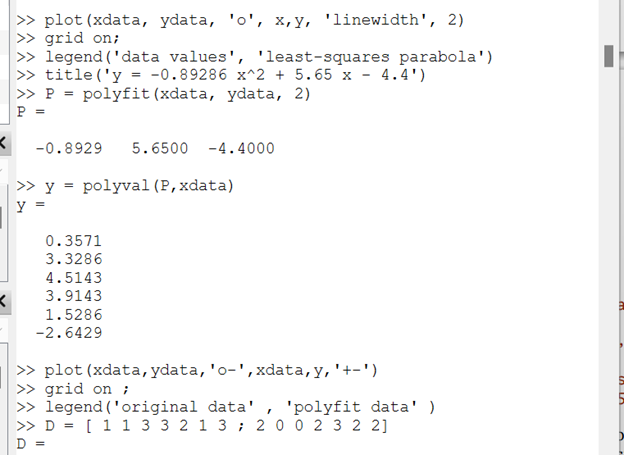 >> plot(xdata, ydata, 'o', x,y, 'linewidth', 2)
>> grid on;
>> legend('data values', 'least-squares parabola')
>> title('y = -0.89286 x^2 + 5.65 x - 4.4')
>> P = polyfit(xdata, ydata, 2)
P =
-0.8929 5.6500 -4.4000
>> y = polyval(P,xdata)
y =
0.3571
3.3286
4.5143
3.9143
1.5286
-2.6429
>> plot(xdata,ydata,'o-',xdata,y,'+-')
>> grid on ;
>> legend('original data' , 'polyfit data' )
>> D = [ 1 1 3 3 2 1 3 ; 2 0 0 2 3 2 2]
D =